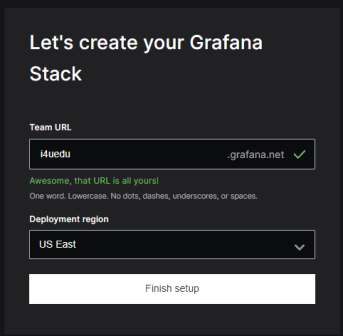 Let's create your Grafana
Stack
Team URL
i4uedu .grafana.net
Awesome, that URL is all yours!
One word. Lowercase. No dots, dashes, underscores, or spaces.
Deployment region
US East
Finish setup